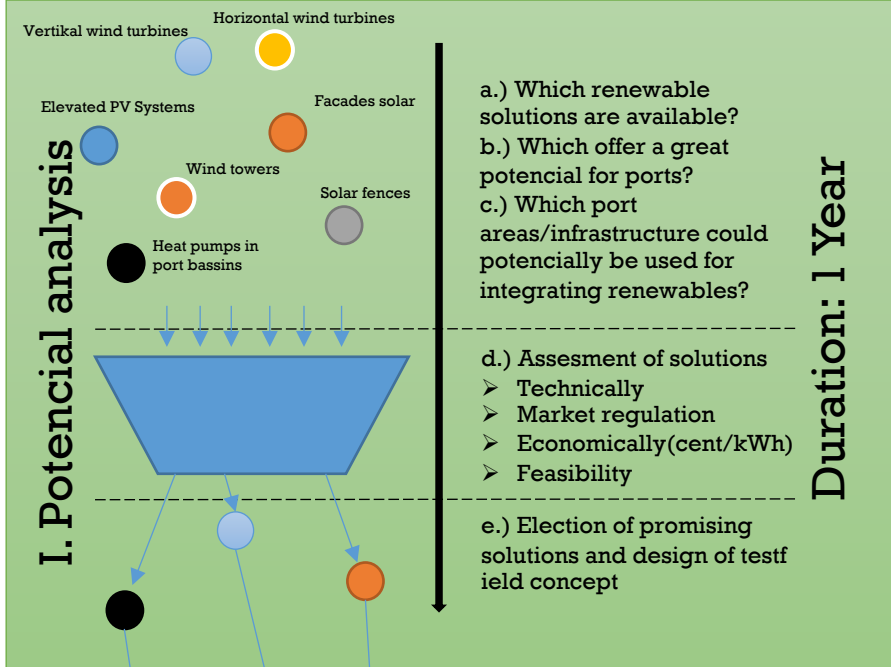 Horizontal wind turbines
Vertikal wind turbines
Elevated PV Systems
Facades solar
Wind towers
Solar fences
Heat pumps in
port bassins
I. Potencial analysis
a.) Which renewable
solutions are available?
b.) Which offer a great
potencial for ports?
c.) Which port
areas/infrastructure could
potencially be used for
integrating renewables?
d.) Assesment of solutions
➢ Technically
➢ Market regulation
➢ Economically(cent/kWh)
➢ Feasibility
e.) Election of promising
solutions and design of testf
ield concept
Duration: 1 Year